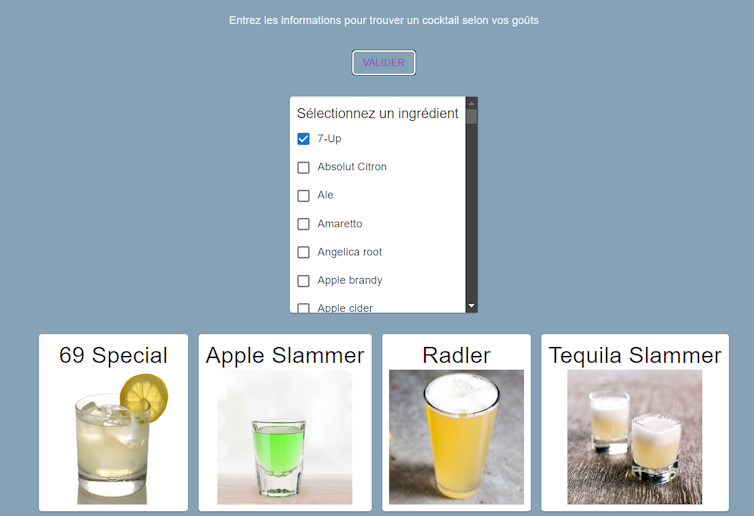 Entrez les informations pour trouver un cocktail selon vos goûts
VALIDER
Sélectionnez un ingrédient
7-Up
Absolut Citron
Ale
Amaretto
Angelica root
Apple brandy
Apple cider
69 Special
Apple Slammer
Radler
Tequila Slammer